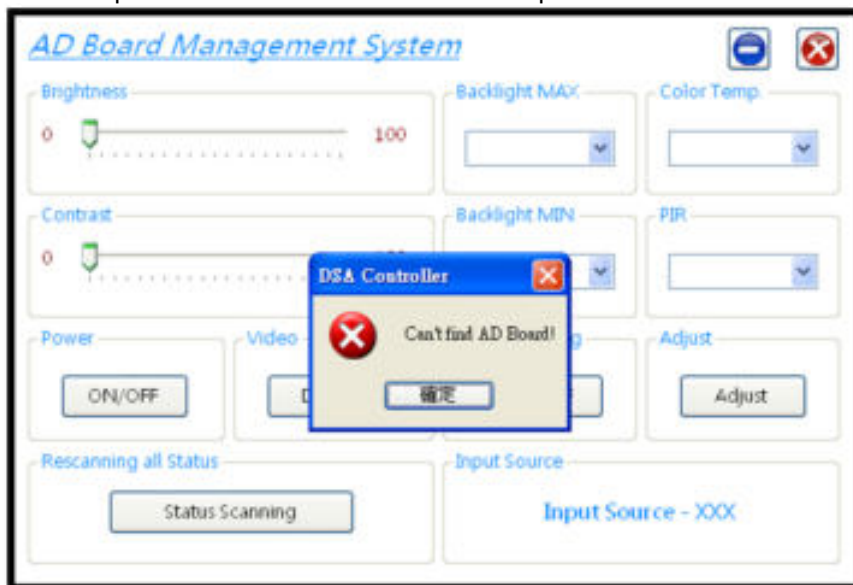 AD Board Management System
Brightness
0 100
Backlight MAX
Color Temp.
Contrast
0
Backlight MIN
PIR
DSA Controller
Can't find AD Board!
確定
Power
ON/OFF
Video
Adjust
Adjust
Rescanning all Status
Status Scanning
Input Source
Input Source - XXX